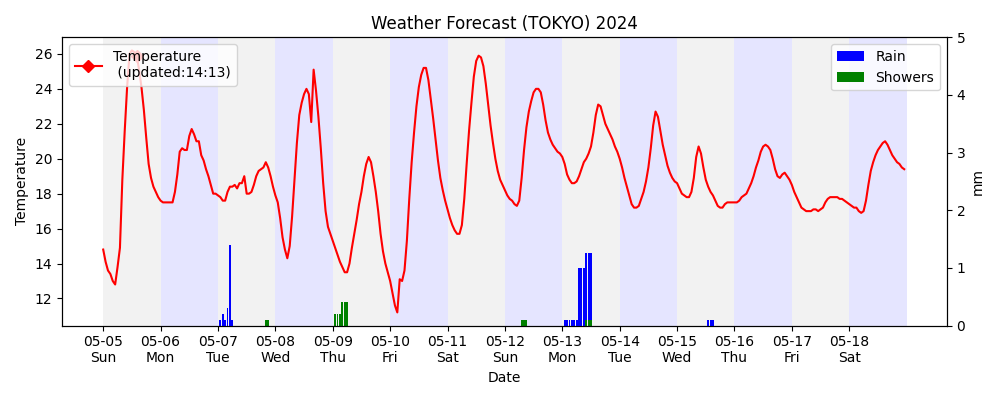 Weather Forecast (TOKYO) 2024
Temperature
(updated:14:13)
Rain
Showers
26
24
22
20
18
16
14
12
Temperature
5
4
3
2
1
0
mm
05-05 05-06 05-07 05-08 05-09 05-10 05-11 05-12 05-13 05-14 05-15 05-16 05-17 05-18
Sun Mon Tue Wed Thu Fri Sat Sun Mon Tue Wed Thu Fri Sat
Date